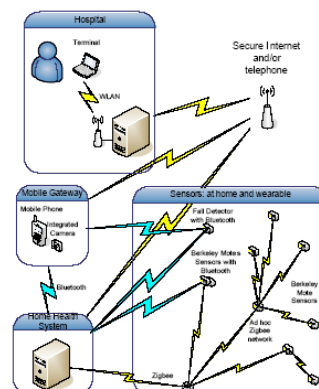 Hospital
Terminal
WLAN
Secure Internet
and/or
telephone
Mobile Gateway
Mobile Phone
Integrated
Camera
Bluetooth
Home Health
System
Sensors: at home and wearable
Fall Detector
with Bluetooth
Berkeley Motes
Sensors with
Bluetooth
Berkeley
Mote
Sensors
Ad hoc
Zigbee
network
Zigbee